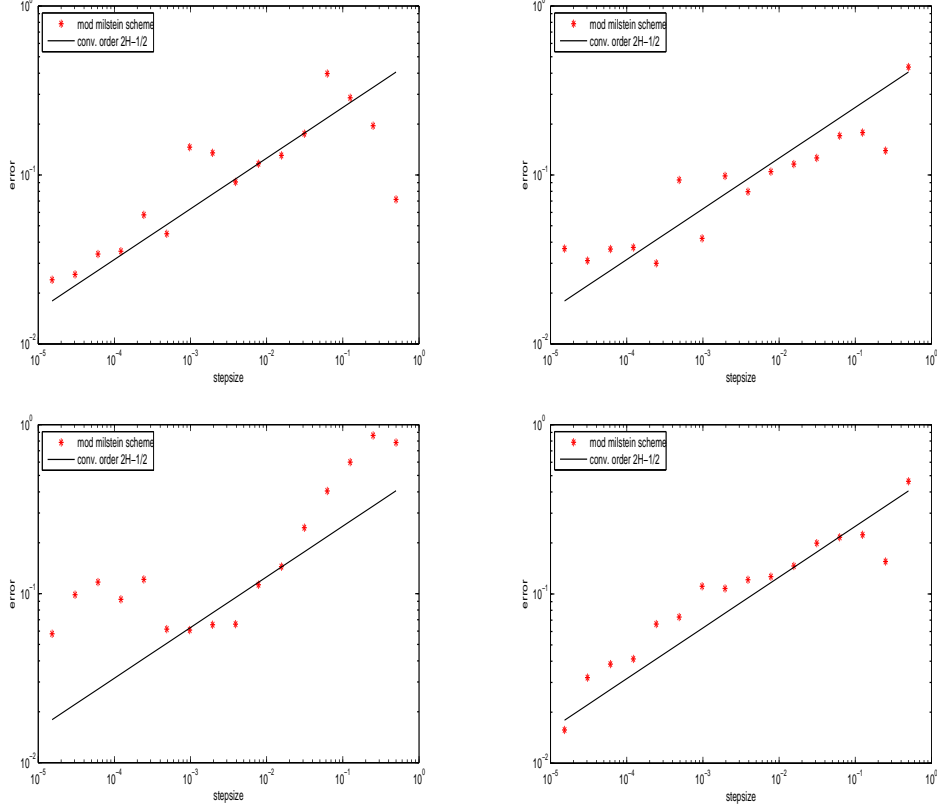 10^0
mod milstein scheme
conv. order 2H-1/2
error
10^-1
10^-2
10^-5 10^-4 10^-3 10^-2 10^-1 10^0
stepsize
10^0
mod milstein scheme
conv. order 2H-1/2
error
10^-1
10^-2
10^-5 10^-4 10^-3 10^-2 10^-1 10^0
stepsize
10^0
mod milstein scheme
conv. order 2H-1/2
error
10^-1
10^-2
10^-5 10^-4 10^-3 10^-2 10^-1 10^0
stepsize
10^0
mod milstein scheme
conv. order 2H-1/2
error
10^-1
10^-2
10^-5 10^-4 10^-3 10^-2 10^-1 10^0
stepsize